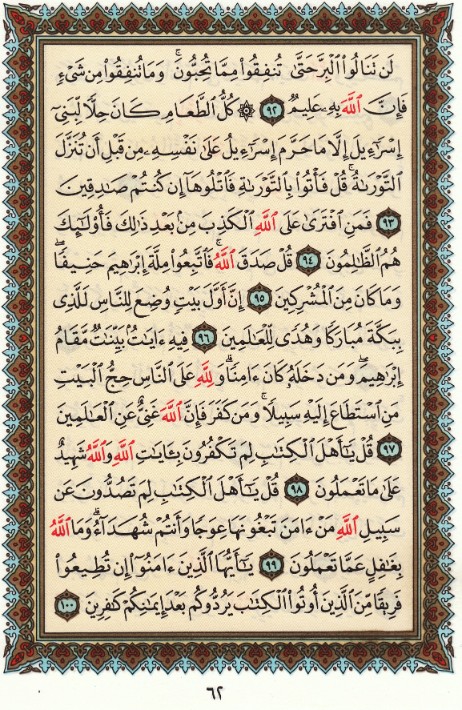 لَن تَنَالُوا۟ ٱلْبِرَّ حَتَّىٰ تُنفِقُوا۟ مِمَّا تُحِبُّونَ ۚ وَمَا تُنفِقُوا۟ مِن شَىْءٍ
فَإِنَّ ٱللَّهَ بِهِۦ عَلِيمٌ ٩٢ ۞ كُلُّ ٱلطَّعَامِ كَانَ حِلًّا لِّبَنِىٓ
إِسْرَٰٓءِيلَ إِلَّا مَا حَرَّمَ إِسْرَٰٓءِيلُ عَلَىٰ نَفْسِهِۦ مِن قَبْلِ أَن تُنَزَّلَ
ٱلتَّوْرَىٰةُ ۗ قُلْ فَأْتُوا۟ بِٱلتَّوْرَىٰةِ فَٱتْلُوهَآ إِن كُنتُمْ صَٰدِقِينَ
٩٣ فَمَنِ ٱفْتَرَىٰ عَلَى ٱللَّهِ ٱلْكَذِبَ مِنۢ بَعْدِ ذَٰلِكَ فَأُو۟لَٰٓئِكَ
هُمُ ٱلظَّٰلِمُونَ ٩٤ قُلْ صَدَقَ ٱللَّهُ ۗ فَٱتَّبِعُوا۟ مِلَّةَ إِبْرَٰهِيمَ حَنِيفًا ۖ
وَمَا كَانَ مِنَ ٱلْمُشْرِكِينَ ٩٥ إِنَّ أَوَّلَ بَيْتٍ وُضِعَ لِلنَّاسِ لَلَّذِى
بِبَكَّةَ مُبَارَكًا وَهُدًى لِّلْعَٰلَمِينَ ٩٦ فِيهِ ءَايَٰتٌۢ بَيِّنَٰتٌ مَّقَامُ
إِبْرَٰهِيمَ ۖ وَمَن دَخَلَهُۥ كَانَ ءَامِنًا ۗ وَلِلَّهِ عَلَى ٱلنَّاسِ حِجُّ ٱلْبَيْتِ
مَنِ ٱسْتَطَاعَ إِلَيْهِ سَبِيلًا ۚ وَمَن كَفَرَ فَإِنَّ ٱللَّهَ غَنِىٌّ عَنِ ٱلْعَٰلَمِينَ
٩٧ قُلْ يَٰٓأَهْلَ ٱلْكِتَٰبِ لِمَ تَكْفُرُونَ بِـَٔايَٰتِ ٱللَّهِ وَٱللَّهُ شَهِيدٌ
عَلَىٰ مَا تَعْمَلُونَ ٩٨ قُلْ يَٰٓأَهْلَ ٱلْكِتَٰبِ لِمَ تَصُدُّونَ عَن
سَبِيلِ ٱللَّهِ مَنْ ءَامَنَ تَبْغُونَهَا عِوَجًا وَأَنتُمْ شُهَدَآءُ ۗ وَمَا ٱللَّهُ
بِغَٰفِلٍ عَمَّا تَعْمَلُونَ ٩٩ يَٰٓأَيُّهَا ٱلَّذِينَ ءَامَنُوٓا۟ إِن تُطِيعُوا۟
فَرِيقًا مِّنَ ٱلَّذِينَ أُوتُوا۟ ٱلْكِتَٰبَ يَرُدُّوكُم بَعْدَ إِيمَٰنِكُمْ كَٰفِرِينَ ١٠٠
٦٢